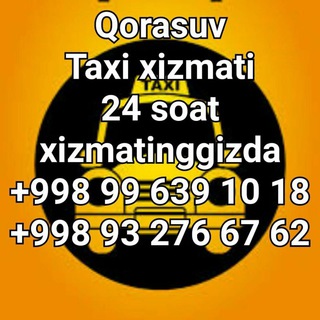 Qorasuv
Taxi xizmati
TAXI
24 soat
xizmatinggizda
+998 99 639 10 18
+998 93 276 67 62